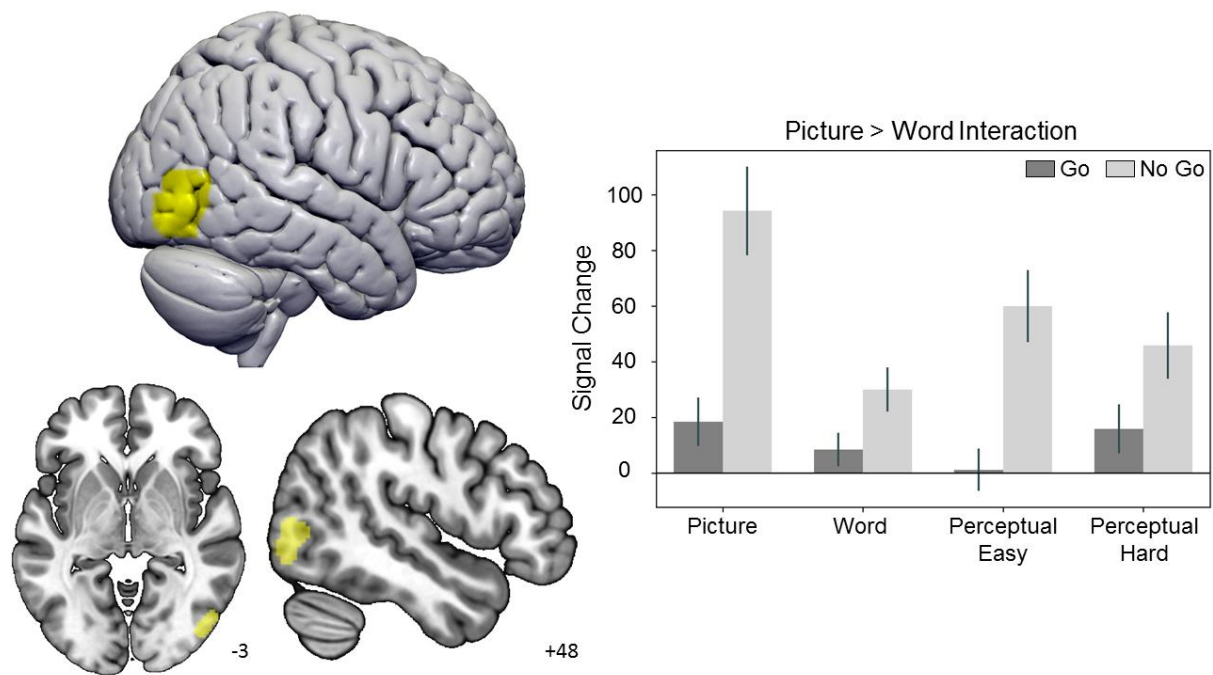 Picture > Word Interaction
Go No Go
Signal Change
100
80
60
40
20
0
Picture Word Perceptual Easy Perceptual Hard
-3
+48